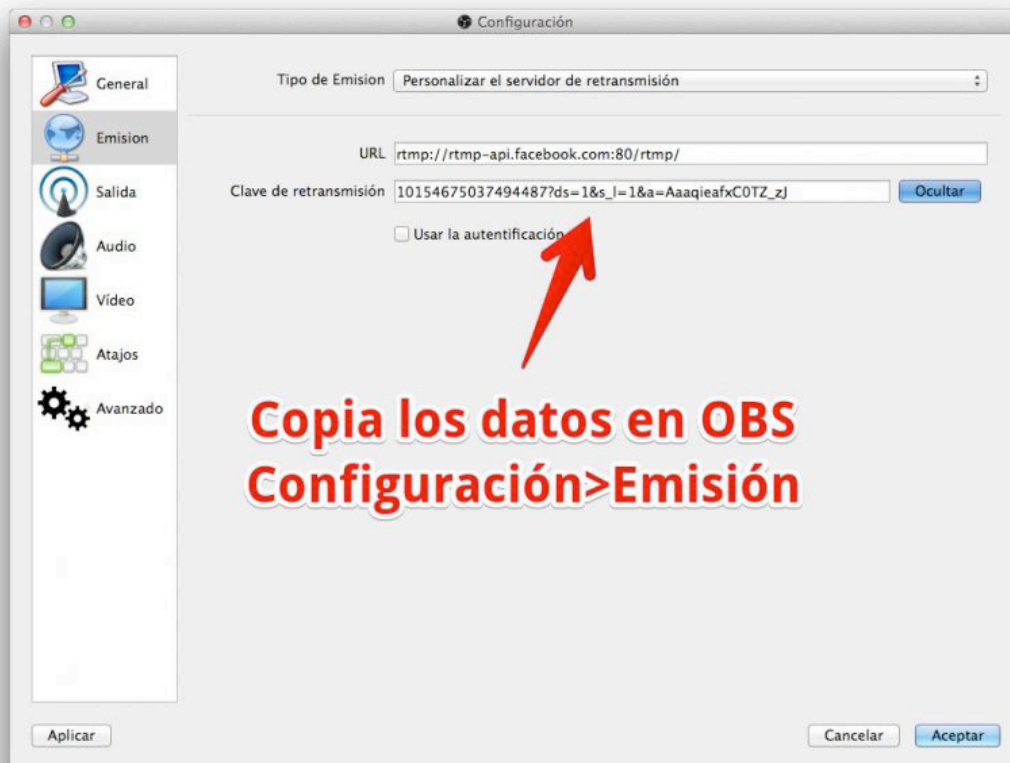 Configuración
General
Emision
Salida
Audio
Vídeo
Atajos
Avanzado
Tipo de Emision Personalizar el servidor de retransmisión
URL rtmp://rtmp-api.facebook.com:80/rtmp/
Clave de retransmisión 10154675037494487?ds=1&s_l=1&a=AaaqieafxC0TZ_zJ Ocultar
Usar la autentificación
Copia los datos en OBS
Configuración>Emisión
Aplicar Cancelar Aceptar